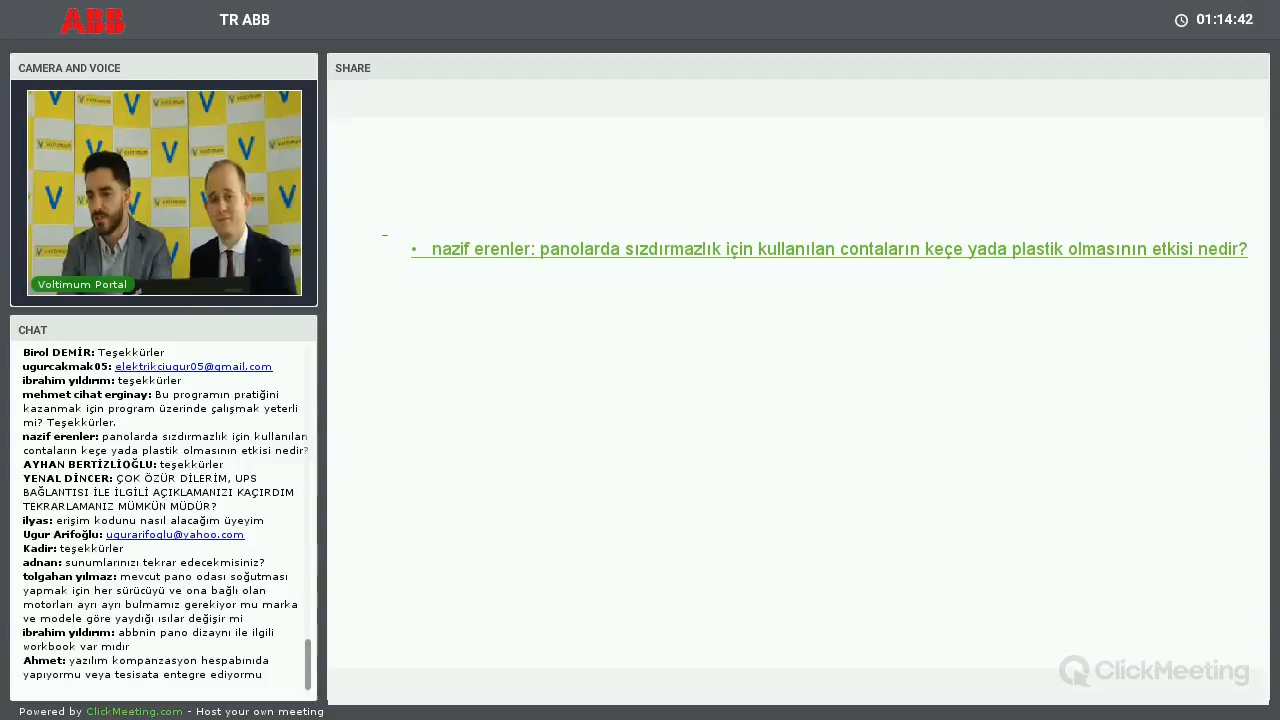 ABB
TR ABB
01:14:42
CAMERA AND VOICE
SHARE
voltimum
voltimum
voltimum
voltimum
Voltimum Portal
• nazif erenler: panolarda sızdırmazlık için kullanılan contaların keçe yada plastik olmasının etkisi nedir?
CHAT
Birol DEMİR: Teşekkürler
ugurcakmak05: elektrikciugur05@gmail.com
ibrahim yıldırım: teşekkürler
mehmet cihat erginay: Bu programın pratiğini
kazanmak için program üzerinde çalışmak yeterli
mi? Teşekkürler.
nazif erenler: panolarda sızdırmazlık için kullanılan
contaların keçe yada plastik olmasının etkisi nedir?
AYHAN BERTİZLİOĞLU: teşekkürler
YENAL DİNCER: ÇOK ÖZÜR DİLERİM, UPS
BAĞLANTISI İLE İLGİLİ AÇIKLAMANIZI KAÇIRDIM
TEKRARLAMANIZ MÜMKÜN MÜDÜR?
ilyas: erişim kodunu nasıl alacağım üyeyim
Ugur Arifoğlu: ugurarifoglu@yahoo.com
Kadir: teşekkürler
adnan: sunumlarınızı tekrar edecekmisiniz?
tolgahan yılmaz: mevcut pano odası soğutması
yapmak için her sürücüyü ve ona bağlı olan
motorları ayrı ayrı bulmamız gerekiyor mu marka
ve modele göre yaydığı ısılar değişir mi
ibrahim yıldırım: abbnin pano dizaynı ile ilgili
workbook var mıdır
Ahmet: yazılım kompanzasyon hespabınıda
yapıyormu veya tesisata entegre ediyormu
ClickMeeting
Powered by ClickMeeting.com - Host your own meeting